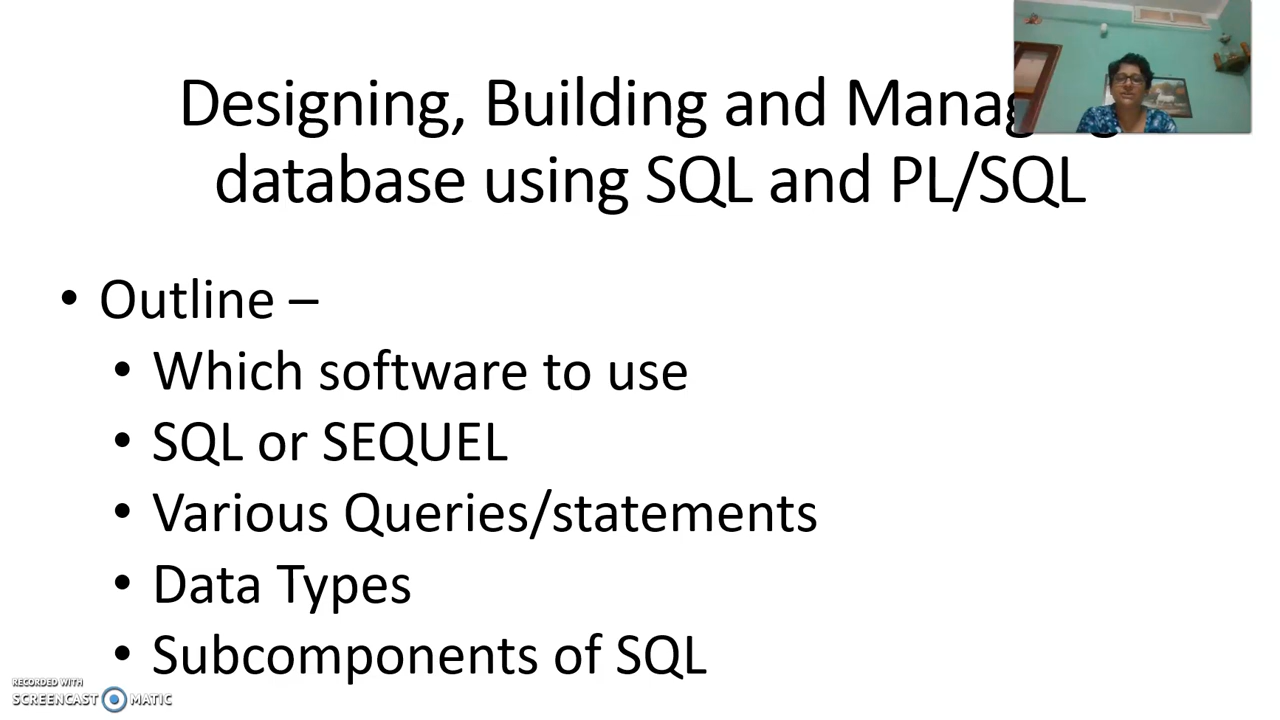 Designing, Building and Manag g
database using SQL and PL/SQL
• Outline –
• Which software to use
• SQL or SEQUEL
• Various Queries/statements
• Data Types
• Subcomponents of SQL
RECORDED WITH
SCREENCAST MATIC